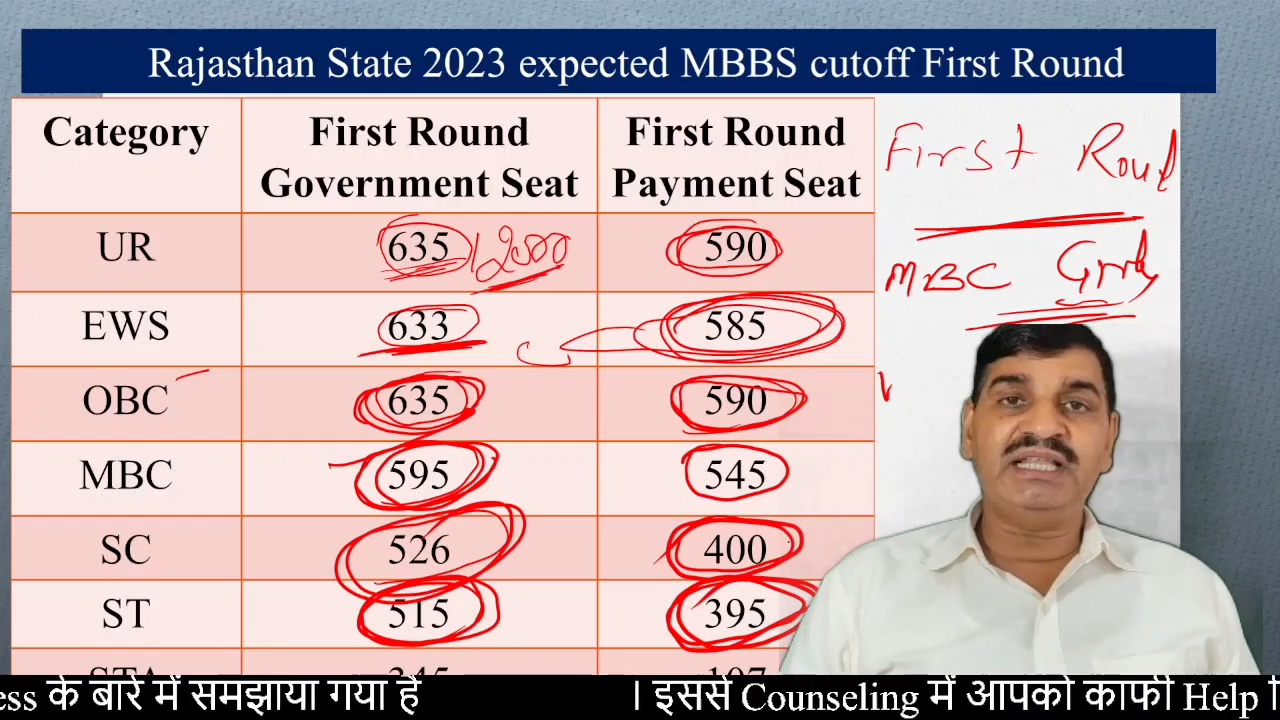 Rajasthan State 2023 expected MBBS cutoff First Round
Category First Round Government Seat First Round Payment Seat
UR 635 590
EWS 633 585
OBC 635 590
MBC 595 545
SC 526 400
ST 515 395
First
MBC
ess के बारे में समझाया गया है । इससे Counseling में आपको काफी Help